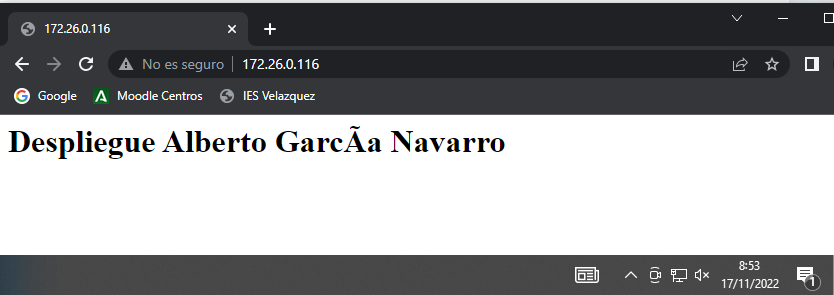 172.26.0.116
No es seguro 172.26.0.116
Google Moodle Centros IES Velazquez
Despliegue Alberto GarcÃa Navarro
8:53
17/11/2022
1